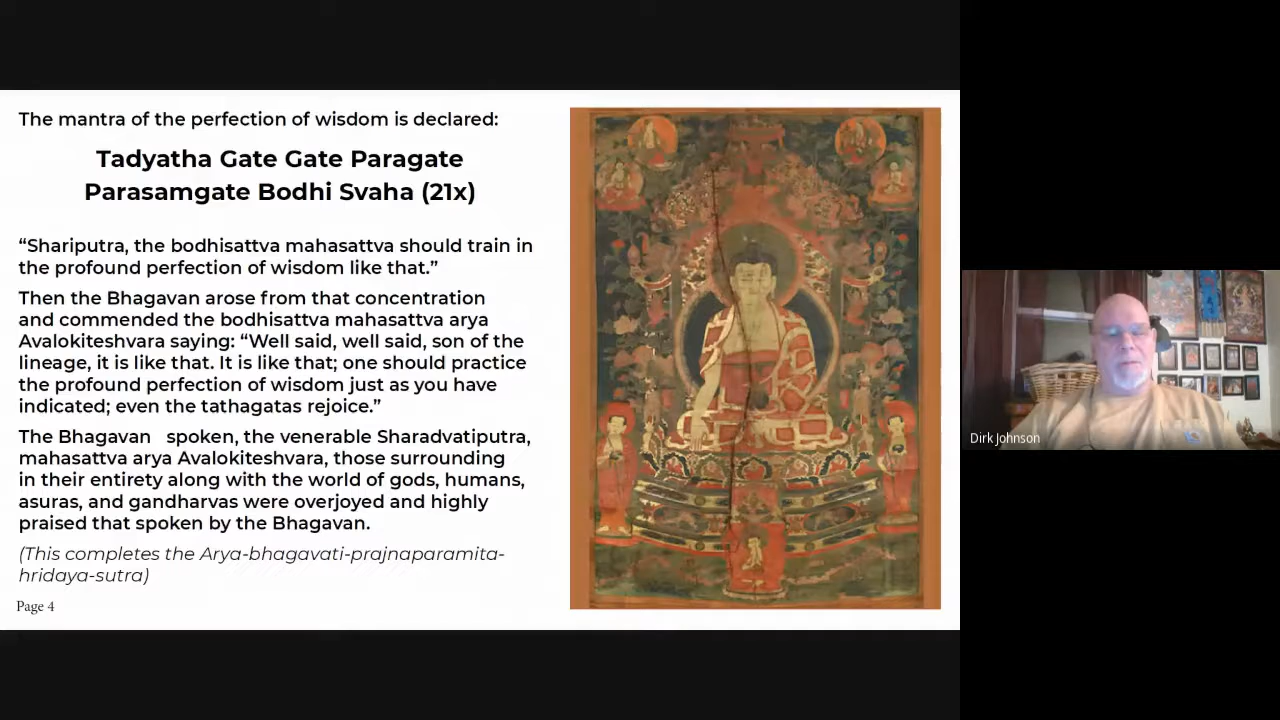 The mantra of the perfection of wisdom is declared:
Tadyatha Gate Gate Paragate
Parasamgate Bodhi Svaha (21x)
“Shariputra, the bodhisattva mahasattva should train in
the profound perfection of wisdom like that.”
Then the Bhagavan arose from that concentration
and commended the bodhisattva mahasattva arya
Avalokiteshvara saying: “Well said, well said, son of the
lineage, it is like that. It is like that; one should practice
the profound perfection of wisdom just as you have
indicated; even the tathagatas rejoice.”
The Bhagavan   spoken, the venerable Sharadvatiputra,
mahasattva arya Avalokiteshvara, those surrounding
in their entirety along with the world of gods, humans,
asuras, and gandharvas were overjoyed and highly
praised that spoken by the Bhagavan.
(This completes the Arya-bhagavati-prajnaparamita-
hridaya-sutra)
Page 4
Dirk Johnson